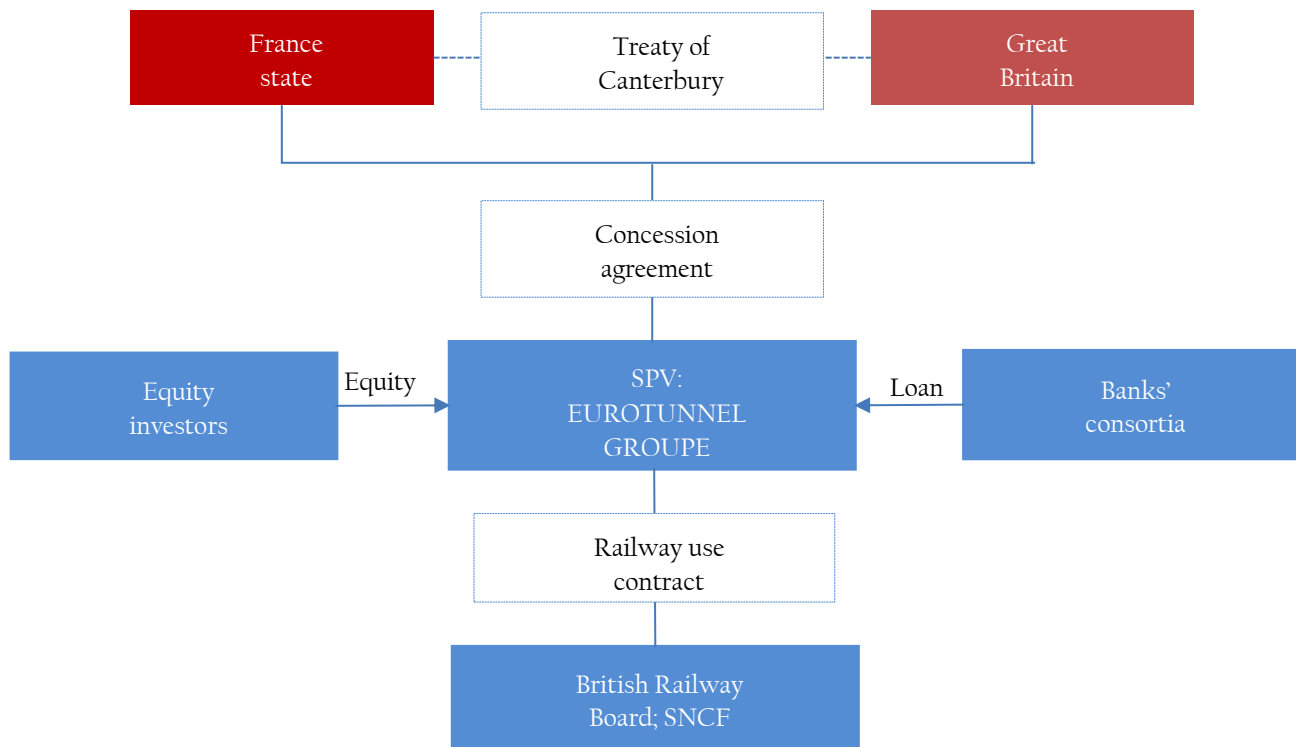 France
state
Treaty of
Canterbury
Great
Britain
Concession
agreement
Equity
investors
Equity
SPV:
EUROTUNNEL
GROUPE
Loan
Banks’
consortia
Railway use
contract
British Railway
Board; SNCF